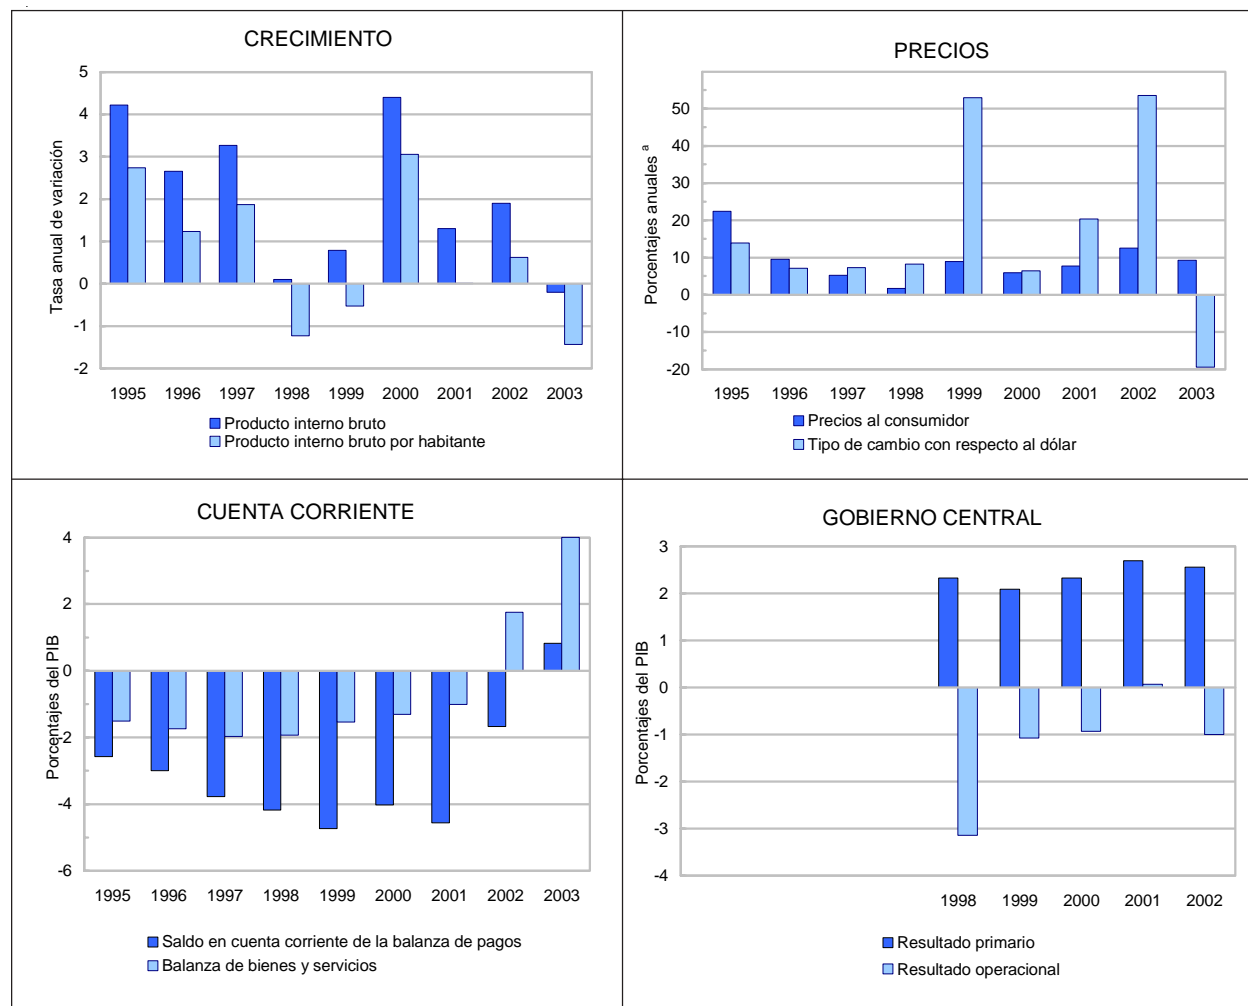 CRECIMIENTO
Tasa anual de variación
5
4
3
2
1
0
-1
-2
1995 1996 1997 1998 1999 2000 2001 2002 2003
Producto interno bruto
Producto interno bruto por habitante
PRECIOS
Porcentajes anuales ª
50
40
30
20
10
0
-10
-20
1995 1996 1997 1998 1999 2000 2001 2002 2003
Precios al consumidor
Tipo de cambio con respecto al dólar
CUENTA CORRIENTE
Porcentajes del PIB
4
2
0
-2
-4
-6
1995 1996 1997 1998 1999 2000 2001 2002 2003
Saldo en cuenta corriente de la balanza de pagos
Balanza de bienes y servicios
GOBIERNO CENTRAL
Porcentajes del PIB
3
2
1
0
-1
-2
-3
-4
1998 1999 2000 2001 2002
Resultado primario
Resultado operacional